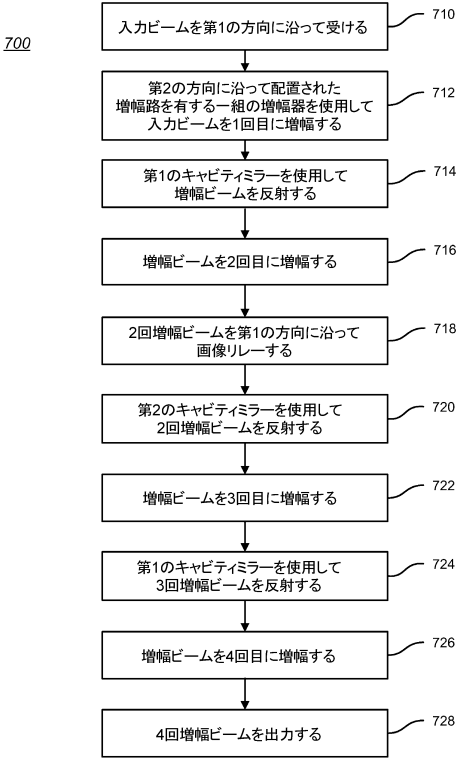 700
入力ビームを第1の方向に沿って受ける
710
第2の方向に沿って配置された
増幅路を有する一組の増幅器を使用して
入力ビームを1回目に増幅する
712
第1のキャビティミラーを使用して
増幅ビームを反射する
714
増幅ビームを2回目に増幅する
716
2回増幅ビームを第1の方向に沿って
画像リレーする
718
第2のキャビティミラーを使用して
2回増幅ビームを反射する
720
増幅ビームを3回目に増幅する
722
第1のキャビティミラーを使用して
3回増幅ビームを反射する
724
増幅ビームを4回目に増幅する
726
4回増幅ビームを出力する
728